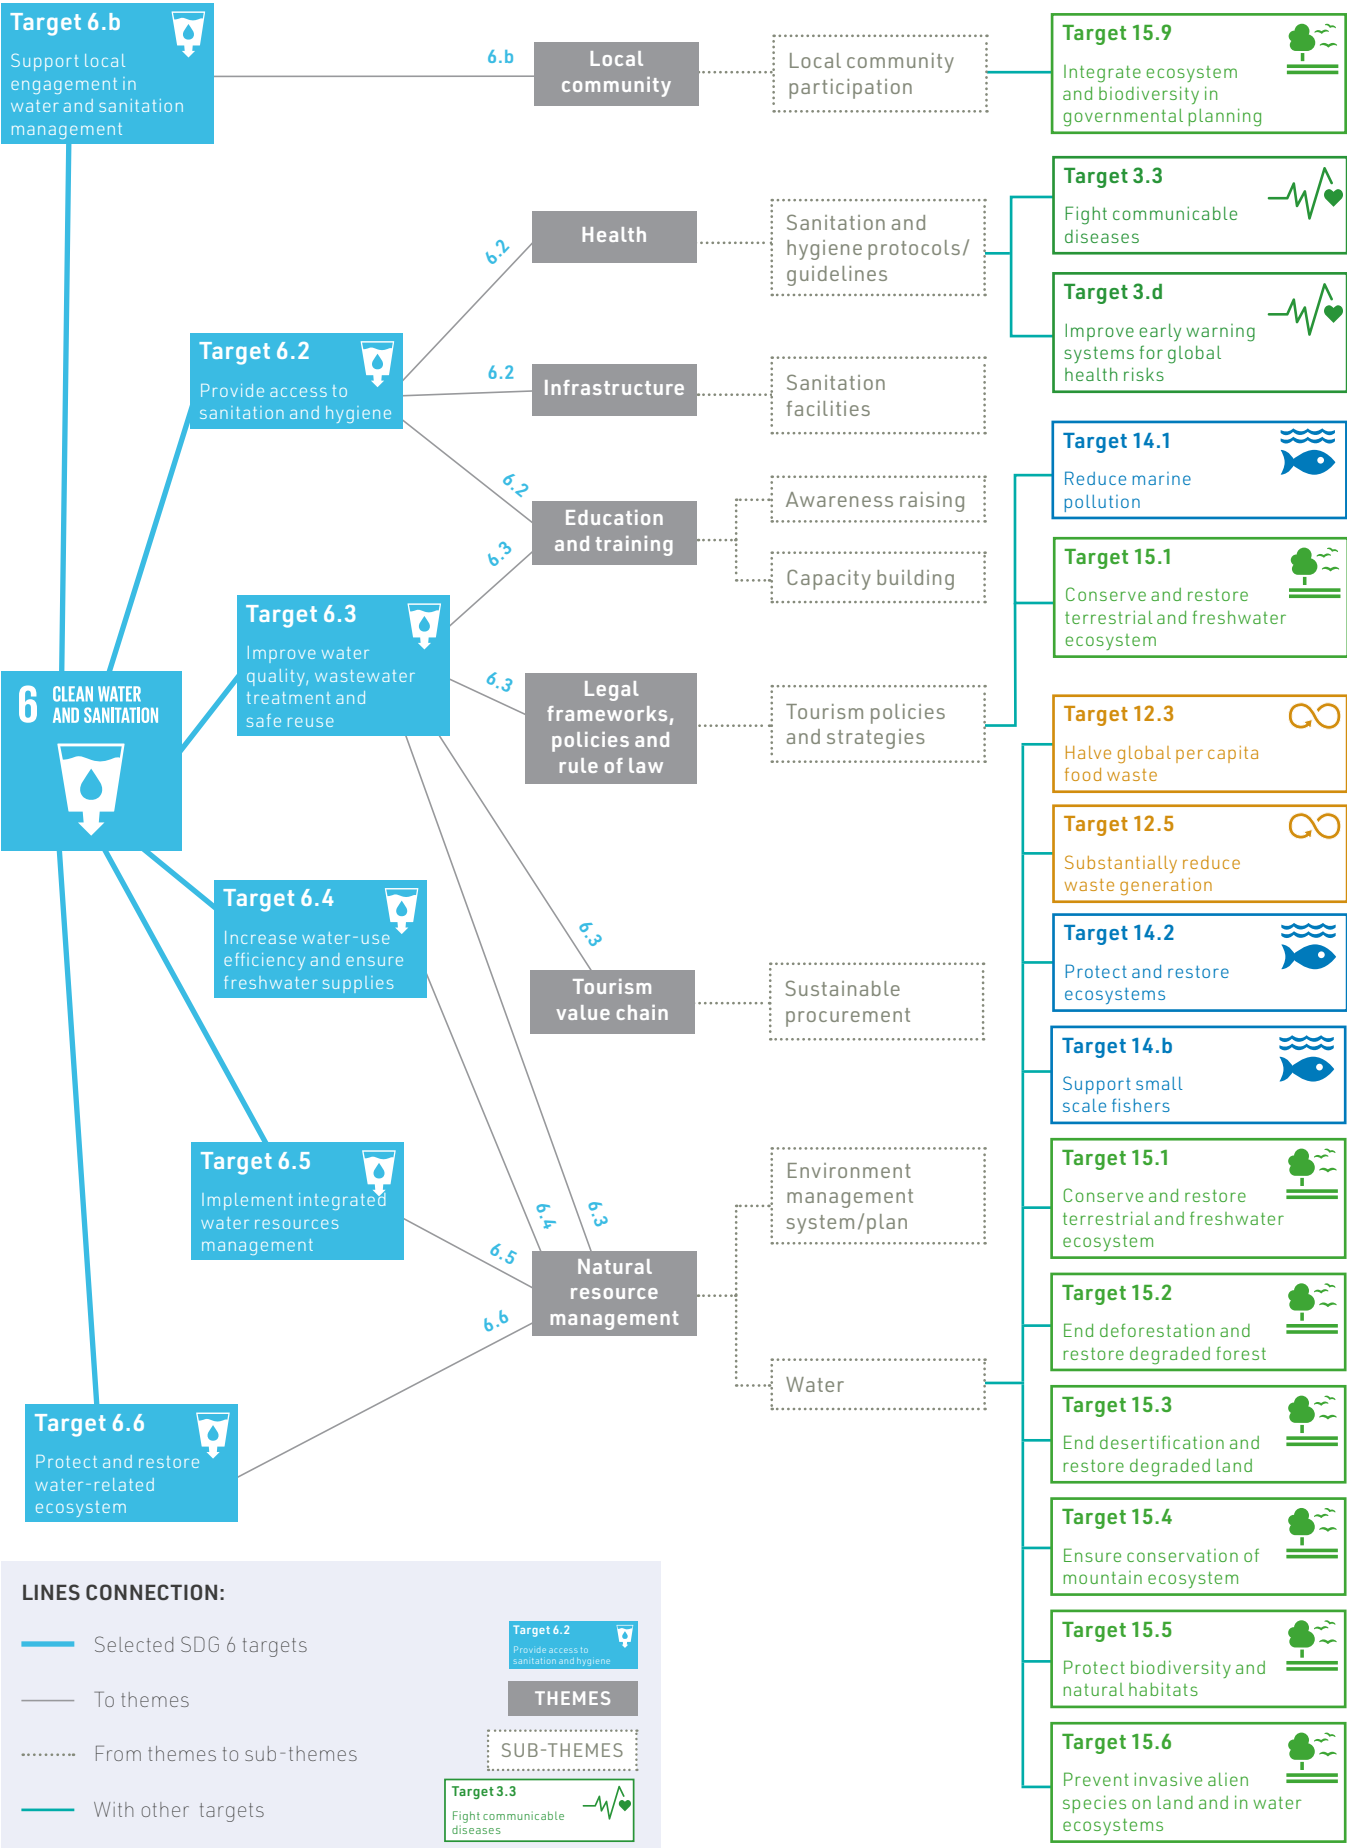 Target 6.b
Support local
engagement in
water and sanitation
management
6.b
Local
community
Local community
participation
Target 15.9
Integrate ecosystem
and biodiversity in
governmental planning
Target 3.3
Fight communicable
diseases
6.2
Health
Sanitation and
hygiene protocols/
guidelines
Target 3.d
Improve early warning
systems for global
health risks
Target 6.2
Provide access to
sanitation and hygiene
6.2
Infrastructure
Sanitation
facilities
Target 14.1
Reduce marine
pollution
6.2
Education
and training
Awareness raising
Capacity building
6.3
Target 15.1
Conserve and restore
terrestrial and freshwater
ecosystem
Target 6.3
Improve water
quality, wastewater
treatment and
safe reuse
6.3
Legal
frameworks,
policies and
rule of law
Tourism policies
and strategies
6 CLEAN WATER
AND SANITATION
Target 12.3
Halve global per capita
food waste
Target 12.5
Substantially reduce
waste generation
Target 6.4
Increase water-use
efficiency and ensure
freshwater supplies
6.3
Tourism
value chain
Sustainable
procurement
Target 14.2
Protect and restore
ecosystems
Target 14.b
Support small
scale fishers
Target 6.5
Implement integrated
water resources
management
6.4
6.3
6.5
6.6
Natural
resource
management
Environment
management
system/plan
Water
Target 15.1
Conserve and restore
terrestrial and freshwater
ecosystem
Target 15.2
End deforestation and
restore degraded forest
Target 15.3
End desertification and
restore degraded land
Target 6.6
Protect and restore
water-related
ecosystem
Target 15.4
Ensure conservation of
mountain ecosystem
Target 15.5
Protect biodiversity and
natural habitats
Target 15.6
Prevent invasive alien
species on land and in water
ecosystems
LINES CONNECTION:
Selected SDG 6 targets
Target 6.2
Provide access to
sanitation and hygiene
To themes
THEMES
From themes to sub-themes
SUB-THEMES
With other targets
Target 3.3
Fight communicable
diseases